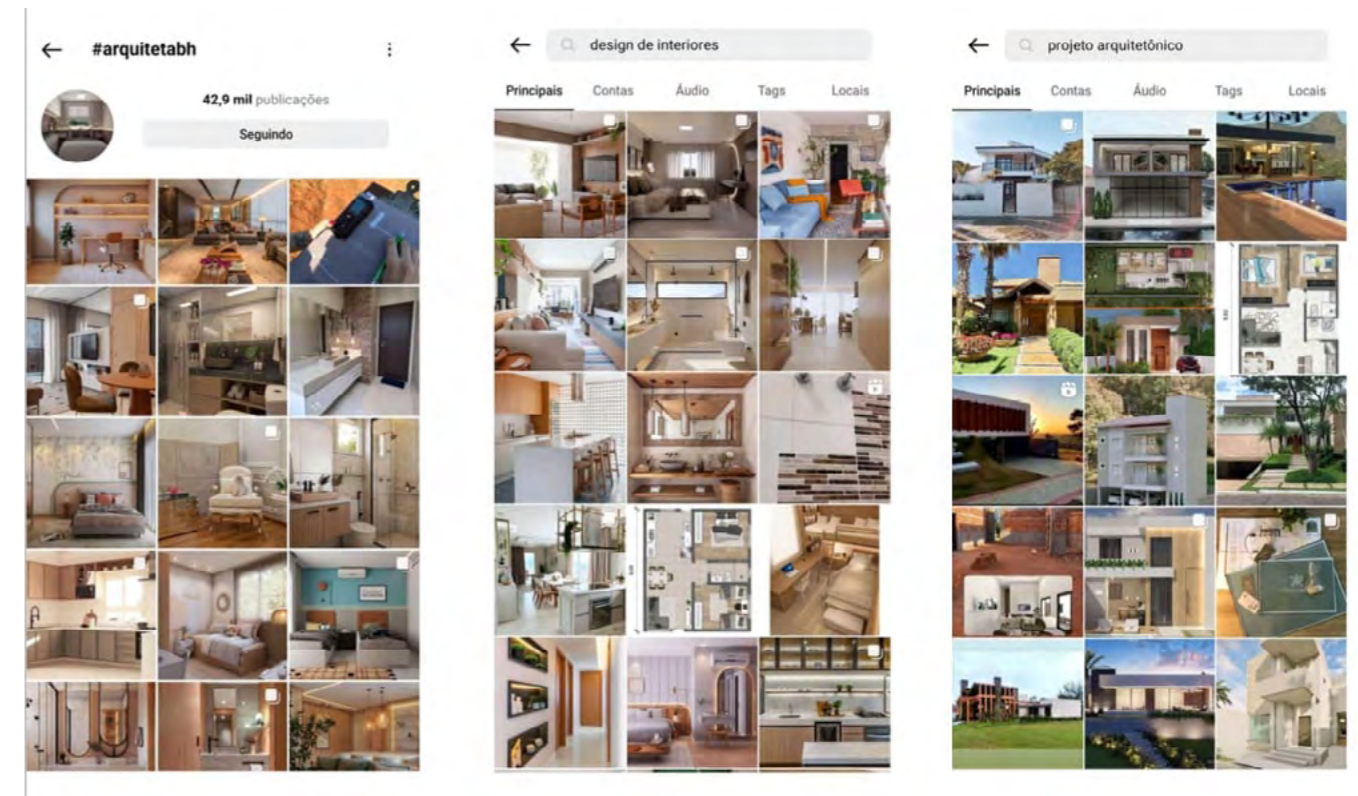 #arquitetabh
42,9 mil publicações
Seguindo
design de interiores
Principais Contas Áudio Tags Locais
projeto arquitetônico
Principais Contas Áudio Tags Locais